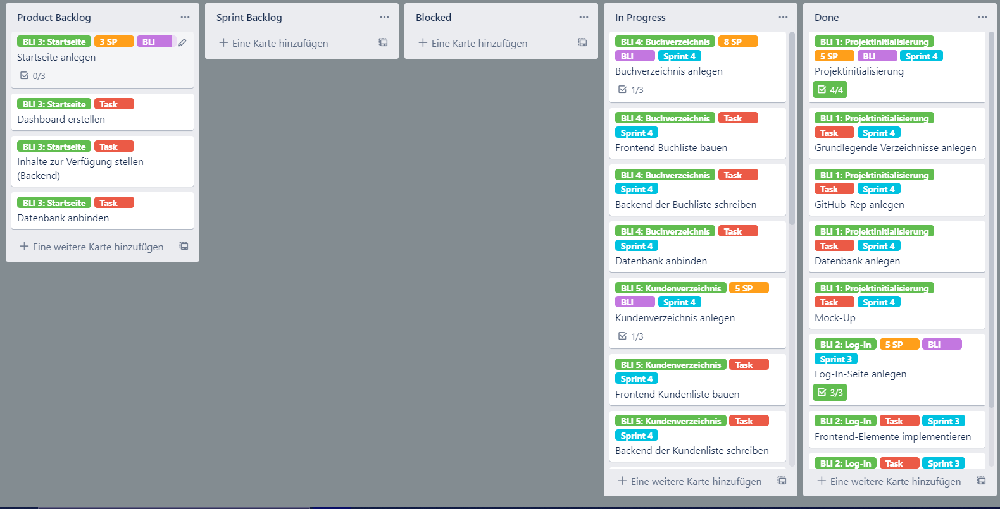 Product Backlog
BLI 3: Startseite 3 SP BLI
Startseite anlegen
0/3
BLI 3: Startseite Task
Dashboard erstellen
BLI 3: Startseite Task
Inhalte zur Verfügung stellen
(Backend)
BLI 3: Startseite Task
Datenbank anbinden
+ Eine weitere Karte hinzufügen
Sprint Backlog
+ Eine Karte hinzufügen
Blocked
+ Eine Karte hinzufügen
In Progress
BLI 4: Buchverzeichnis 8 SP
BLI Sprint 4
Buchverzeichnis anlegen
1/3
BLI 4: Buchverzeichnis Task
Sprint 4
Frontend Buchliste bauen
BLI 4: Buchverzeichnis Task
Sprint 4
Backend der Buchliste schreiben
BLI 4: Buchverzeichnis Task
Sprint 4
Datenbank anbinden
BLI 5: Kundenverzeichnis 5 SP
BLI Sprint 4
Kundenverzeichnis anlegen
1/3
BLI 5: Kundenverzeichnis Task
Sprint 4
Frontend Kundenliste bauen
BLI 5: Kundenverzeichnis Task
Sprint 4
Backend der Kundenliste schreiben
+ Eine weitere Karte hinzufügen
Done
BLI 1: Projektinitialisierung
5 SP BLI Sprint 4
Projektinitialisierung
4/4
BLI 1: Projektinitialisierung
Task Sprint 4
Grundlegende Verzeichnisse anlegen
BLI 1: Projektinitialisierung
Task Sprint 4
GitHub-Rep anlegen
BLI 1: Projektinitialisierung
Task Sprint 4
Datenbank anlegen
BLI 1: Projektinitialisierung
Task Sprint 4
Mock-Up
BLI 2: Log-In 5 SP BLI
Sprint 3
Log-In-Seite anlegen
3/3
BLI 2: Log-In Task Sprint 3
Frontend-Elemente implementieren
BLI 2: Log-In Task Sprint 3
+ Eine weitere Karte hinzufügen